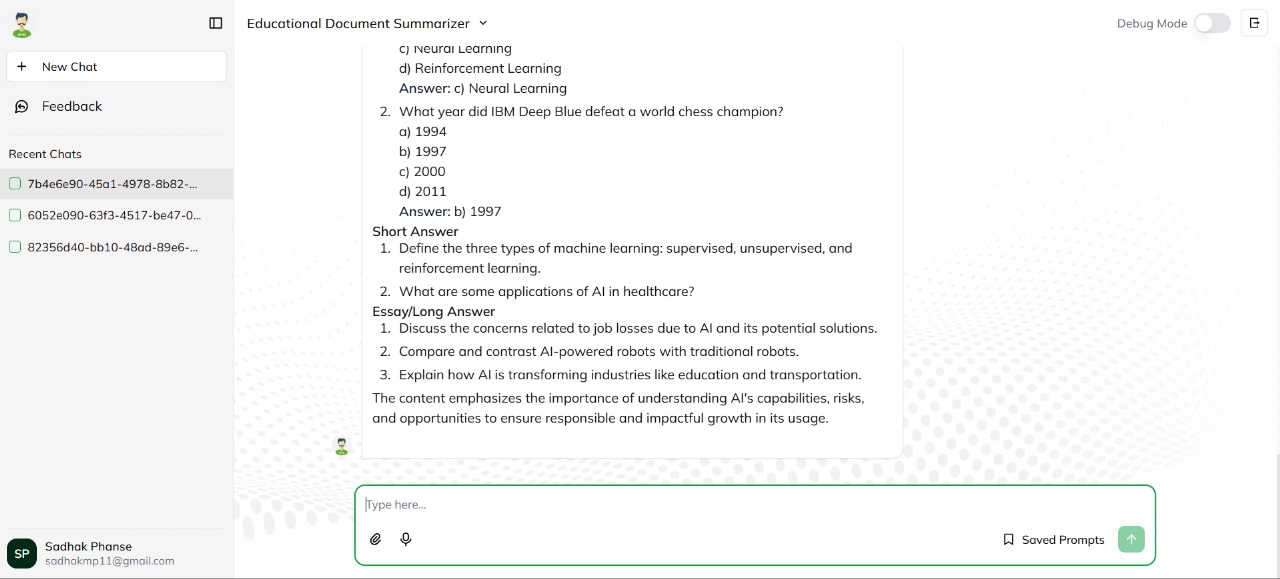 Educational Document Summarizer
Debug Mode
New Chat
Feedback
Recent Chats
7b4e6e90-45a1-4978-8b82-...
6052e090-63f3-4517-be47-0...
82356d40-bb10-48ad-89e6-...
SP
Sadhak Phanse
sadhakmp11@gmail.com
c) Neural Learning
d) Reinforcement Learning
Answer: c) Neural Learning
2. What year did IBM Deep Blue defeat a world chess champion?
a) 1994
b) 1997
c) 2000
d) 2011
Answer: b) 1997
Short Answer
1. Define the three types of machine learning: supervised, unsupervised, and
reinforcement learning.
2. What are some applications of AI in healthcare?
Essay/Long Answer
1. Discuss the concerns related to job losses due to AI and its potential solutions.
2. Compare and contrast AI-powered robots with traditional robots.
3. Explain how AI is transforming industries like education and transportation.
The content emphasizes the importance of understanding AI's capabilities, risks,
and opportunities to ensure responsible and impactful growth in its usage.
Type here...
Saved Prompts